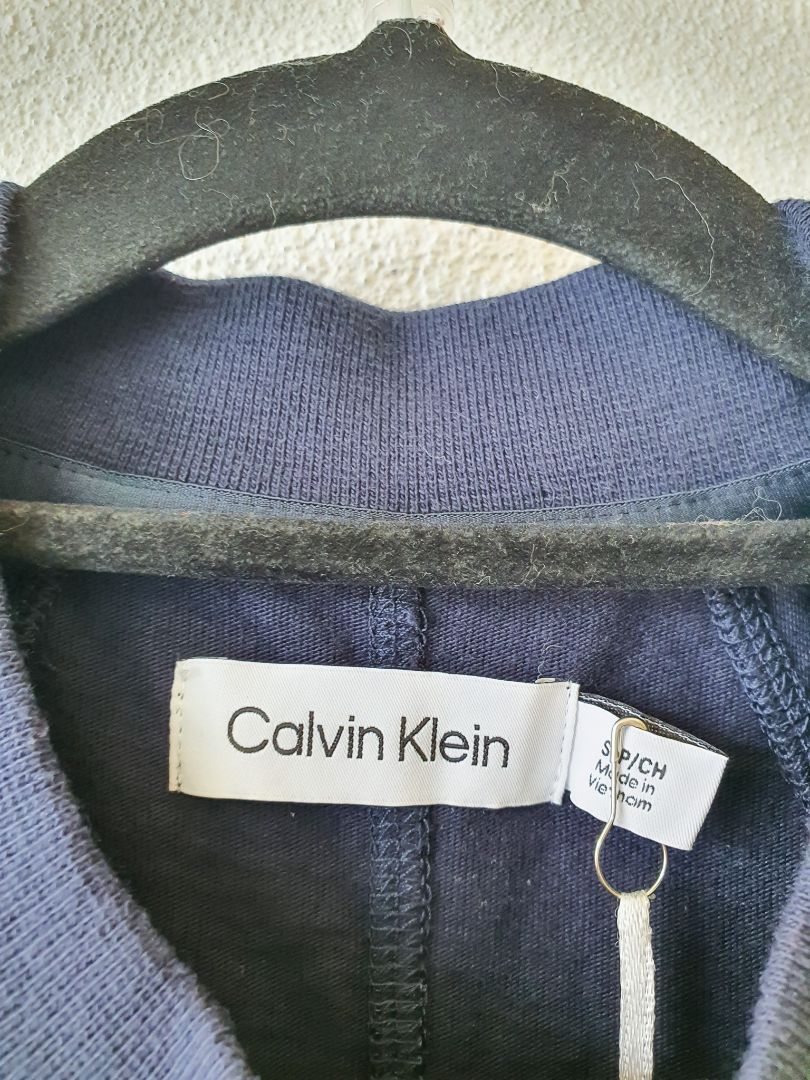 Calvin Klein
S/P/CH
Made in
Vietnam